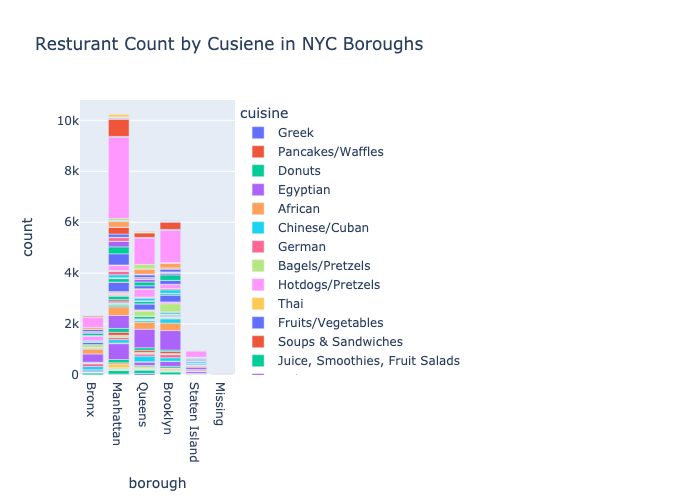 Resturant Count by Cusiene in NYC Boroughs
cuisine
Greek
Pancakes/Waffles
Donuts
Egyptian
African
Chinese/Cuban
German
Bagels/Pretzels
Hotdogs/Pretzels
Thai
Fruits/Vegetables
Soups & Sandwiches
Juice, Smoothies, Fruit Salads
10k
8k
6k
4k
2k
0
count
Bronx
Manhattan
Queens
Brooklyn
Staten Island
Missing
borough